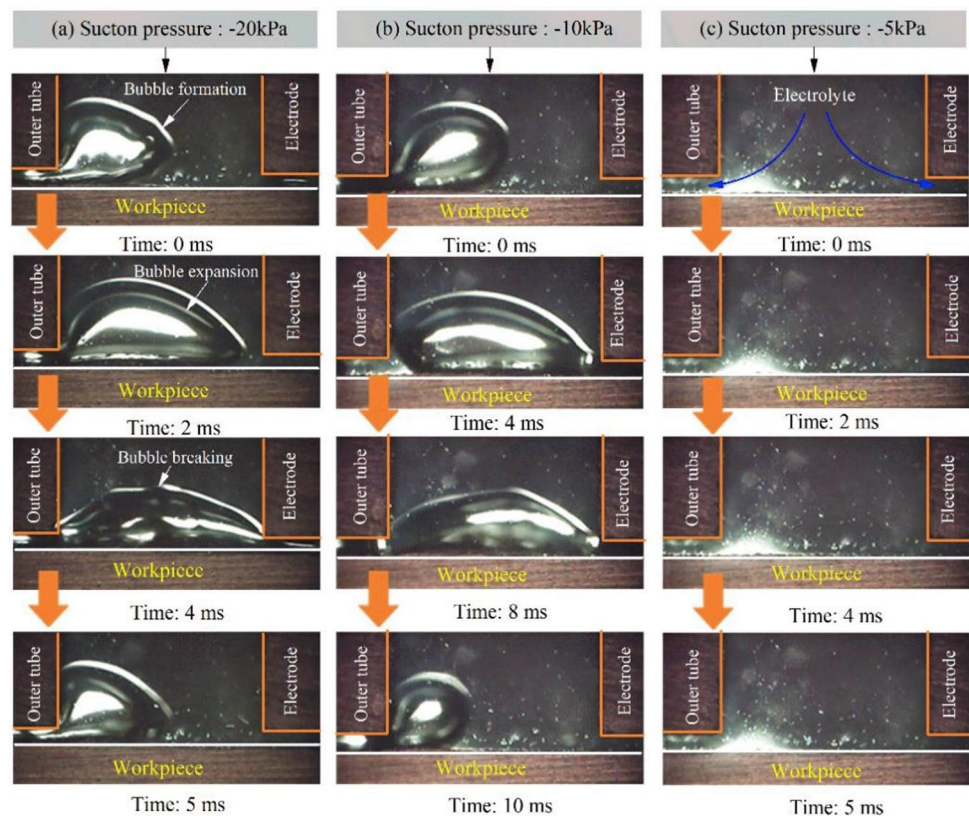 (a) Sucton pressure : -20kPa
(b) Sucton pressure : -10kPa
(c) Sucton pressure : -5kPa
Outer tube
Bubble formation
Electrode
Workpiece
Time: 0 ms
Outer tube
Electrode
Workpiece
Time: 0 ms
Outer tube
Electrolyte
Electrode
Workpiece
Time: 0 ms
Outer tube
Bubble expansion
Electrode
Workpiece
Time: 2 ms
Outer tube
Electrode
Workpiece
Time: 4 ms
Outer tube
Electrode
Workpiece
Time: 2 ms
Outer tube
Bubble breaking
Electrode
Workpiece
Time: 4 ms
Outer tube
Electrode
Workpiece
Time: 8 ms
Outer tube
Electrode
Workpiece
Time: 4 ms
Outer tube
Electrode
Workpiece
Time: 5 ms
Outer tube
Electrode
Workpiece
Time: 10 ms
Outer tube
Electrode
Workpiece
Time: 5 ms